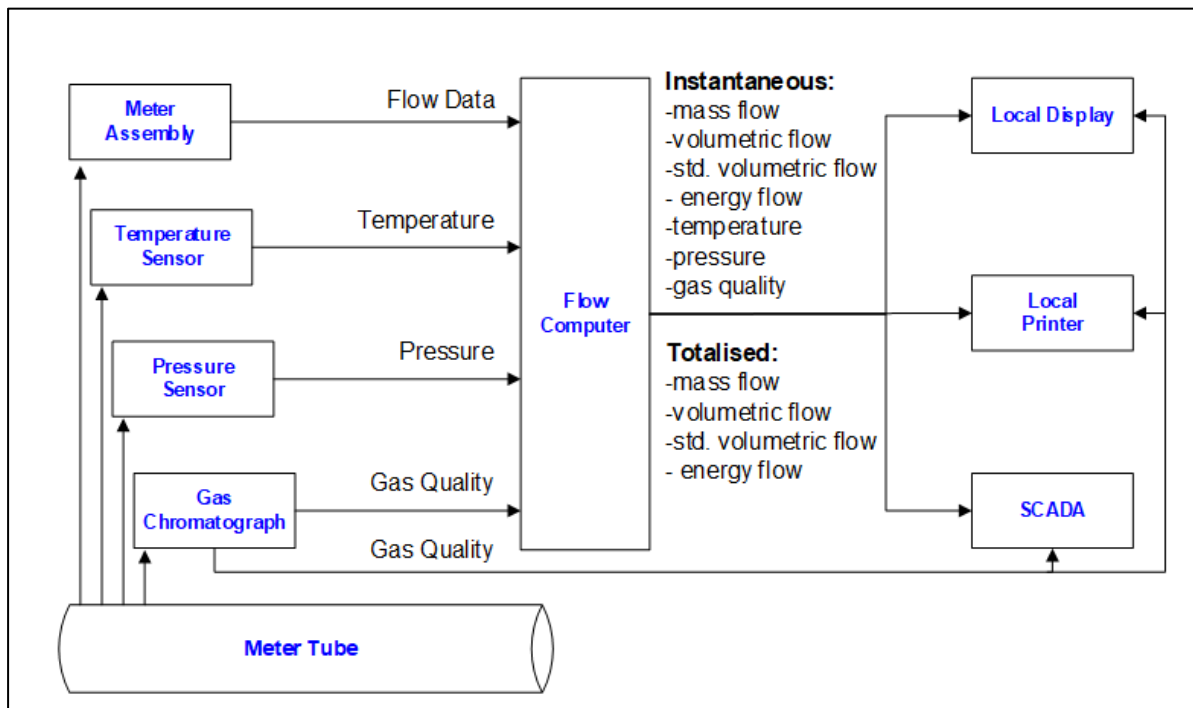 Meter
Assembly
Flow Data
Temperature
Sensor
Temperature
Pressure
Sensor
Pressure
Gas
Chromatograph
Gas Quality
Gas Quality
Meter Tube
Flow
Computer
Instantaneous:
-mass flow
-volumetric flow
-std. volumetric flow
- energy flow
-temperature
-pressure
-gas quality
Totalised:
-mass flow
-volumetric flow
-std. volumetric flow
- energy flow
Local Display
Local
Printer
SCADA